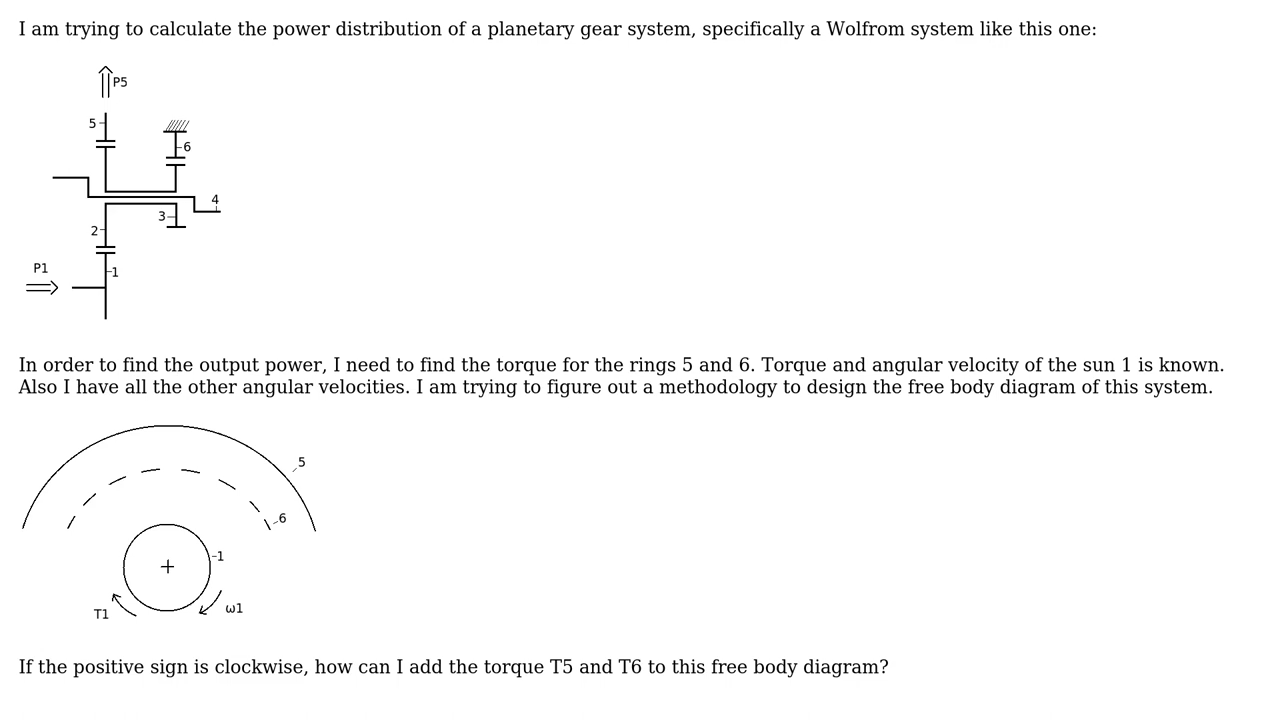 I am trying to calculate the power distribution of a planetary gear system, specifically a Wolfrom system like this one:
P5
5
6
4
3
2
P1
1
In order to find the output power, I need to find the torque for the rings 5 and 6. Torque and angular velocity of the sun 1 is known.
Also I have all the other angular velocities. I am trying to figure out a methodology to design the free body diagram of this system.
5
6
1
T1
ω1
If the positive sign is clockwise, how can I add the torque T5 and T6 to this free body diagram?